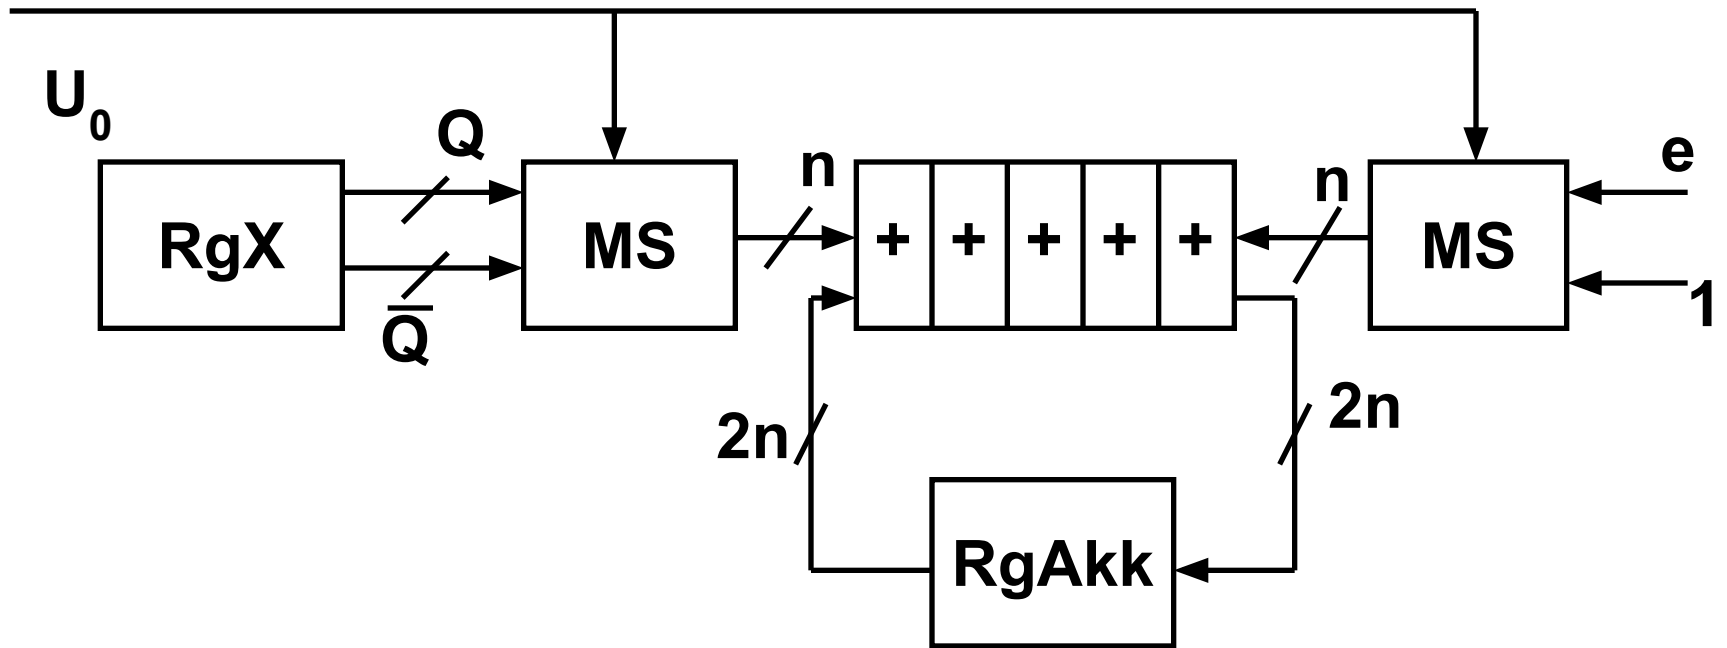 U0
Q
n
n
e
RgX
MS
+ + + + +
MS
1
Q̅
2n
2n
RgAkk